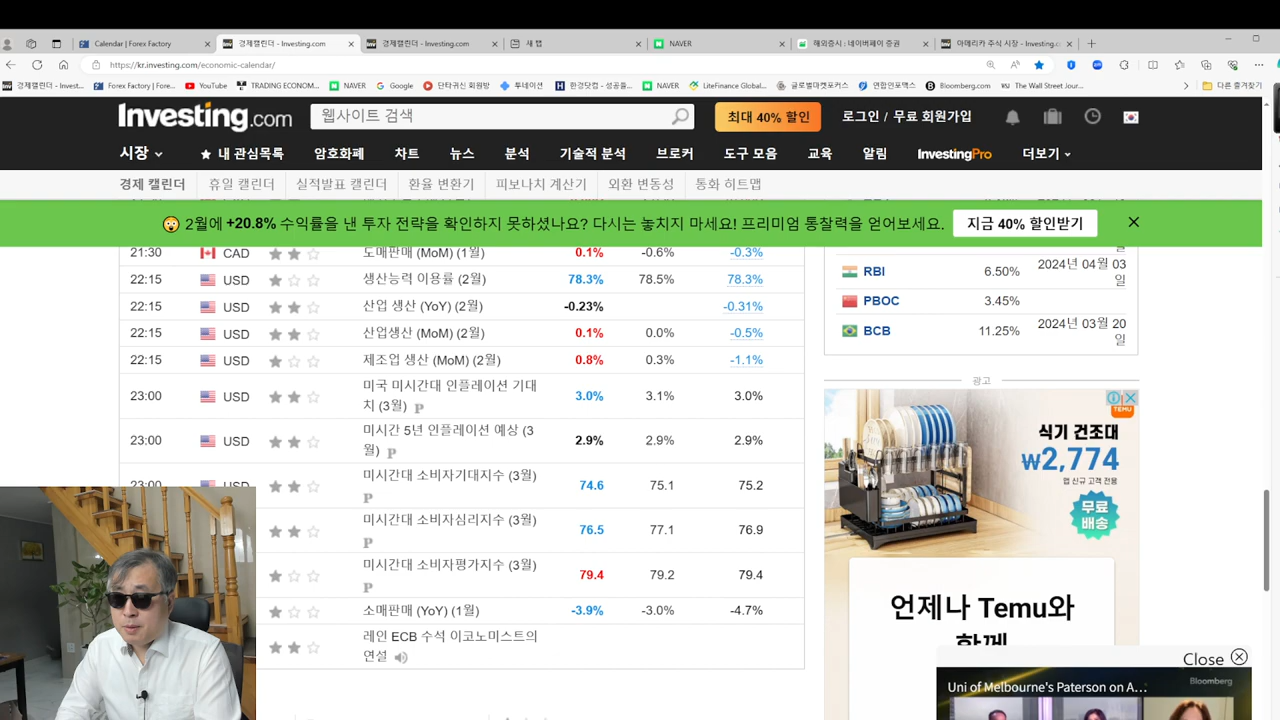 Calendar | Forex Factory
경제캘린더 - Investing.com
경제캘린더 - Investing.com
새 탭
NAVER
해외증시 : 네이버페이 증권
아메리카 주식 시장 - Investing.c
https://kr.investing.com/economic-calendar/
경제캘린더 - Invest...
Forex Factory | For...
YouTube
TRADING ECONOM...
NAVER
Google
단타귀신 회원방
투네이션
한경닷컴 - 성공을...
NAVER
LiteFinance Global...
글로벌마켓포커스
연합인포맥스
Bloomberg.com
The Wall Street Jour...
다른 즐겨찾기
Investing.com
웹사이트 검색
최대 40% 할인
로그인 / 무료 회원가입
시장
내 관심목록
암호화폐
차트
뉴스
분석
기술적 분석
브로커
도구 모음
교육
알림
InvestingPro
더보기
경제 캘린더
휴일 캘린더
실적발표 캘린더
환율 변환기
피보나치 계산기
외환 변동성
통화 히트맵
2월에 +20.8% 수익률을 낸 투자 전략을 확인하지 못하셨나요? 다시는 놓치지 마세요! 프리미엄 통찰력을 얻어보세요.
지금 40% 할인받기
21:30 CAD 도매판매 (MoM) (1월) 0.1% -0.6% -0.3%
22:15 USD 생산능력 이용률 (2월) 78.3% 78.5% 78.3%
22:15 USD 산업 생산 (YoY) (2월) -0.23% -0.31%
22:15 USD 산업생산 (MoM) (2월) 0.1% 0.0% -0.5%
22:15 USD 제조업 생산 (MoM) (2월) 0.8% 0.3% -1.1%
23:00 USD 미국 미시간대 인플레이션 기대
치 (3월) P 3.0% 3.1% 3.0%
23:00 USD 미시간 5년 인플레이션 예상 (3
월) P 2.9% 2.9% 2.9%
23:00 USD 미시간대 소비자기대지수 (3월)
P 74.6 75.1 75.2
미시간대 소비자심리지수 (3월)
P 76.5 77.1 76.9
미시간대 소비자평가지수 (3월)
P 79.4 79.2 79.4
소매판매 (YoY) (1월) -3.9% -3.0% -4.7%
레인 ECB 수석 이코노미스트의
연설
일
RBI 6.50% 2024년 04월 03
일
PBOC 3.45%
BCB 11.25% 2024년 03월 20
일
광고
TEMU
식기 건조대
₩2,774
앱 신규 고객 전용
무료
배송
언제나 Temu와
함께
Close
Bloomberg
Uni of Melbourne's Paterson on A...